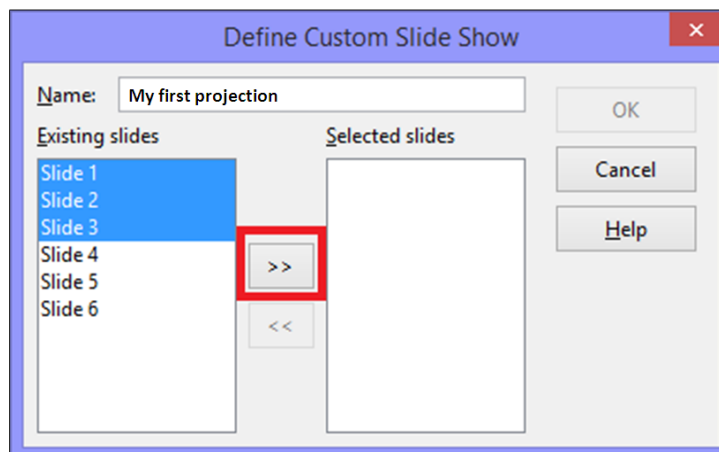 Define Custom Slide Show
×
Name: My first projection
OK
Existing slides
Selected slides
Slide 1
Slide 2
Slide 3
Slide 4
Slide 5
Slide 6
>>
<<
Cancel
Help